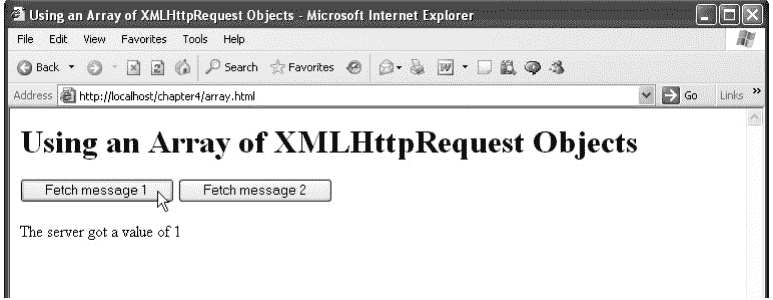 Using an Array of XMLHttpRequest Objects - Microsoft Internet Explorer
File Edit View Favorites Tools Help
Back Search Favorites W
Address http://localhost/chapter4/array.html Go Links »
Using an Array of XMLHttpRequest Objects
Fetch message 1 Fetch message 2
The server got a value of 1